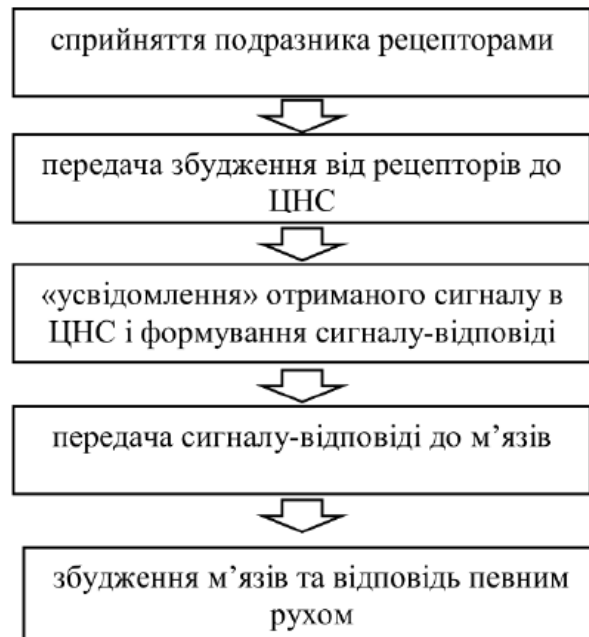 сприйняття подразника рецепторами
передача збудження від рецепторів до
ЦНС
«усвідомлення» отриманого сигналу в
ЦНС і формування сигналу-відповіді
передача сигналу-відповіді до м’язів
збудження м’язів та відповідь певним
рухом